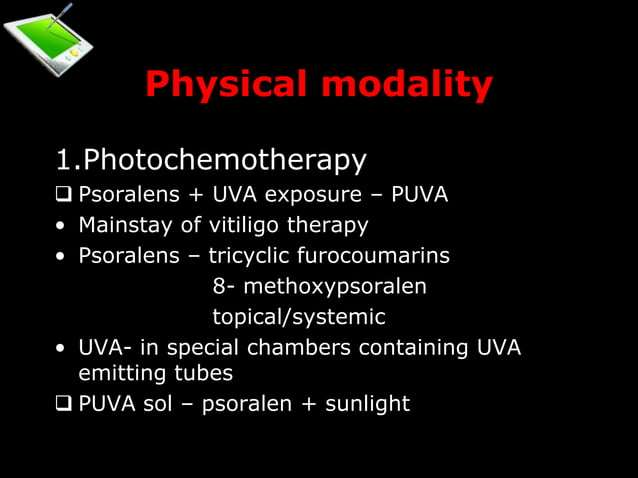 Physical modality
1.Photochemotherapy
❑ Psoralens + UVA exposure – PUVA
• Mainstay of vitiligo therapy
• Psoralens – tricyclic furocoumarins
8- methoxypsoralen
topical/systemic
• UVA- in special chambers containing UVA
emitting tubes
❑ PUVA sol – psoralen + sunlight